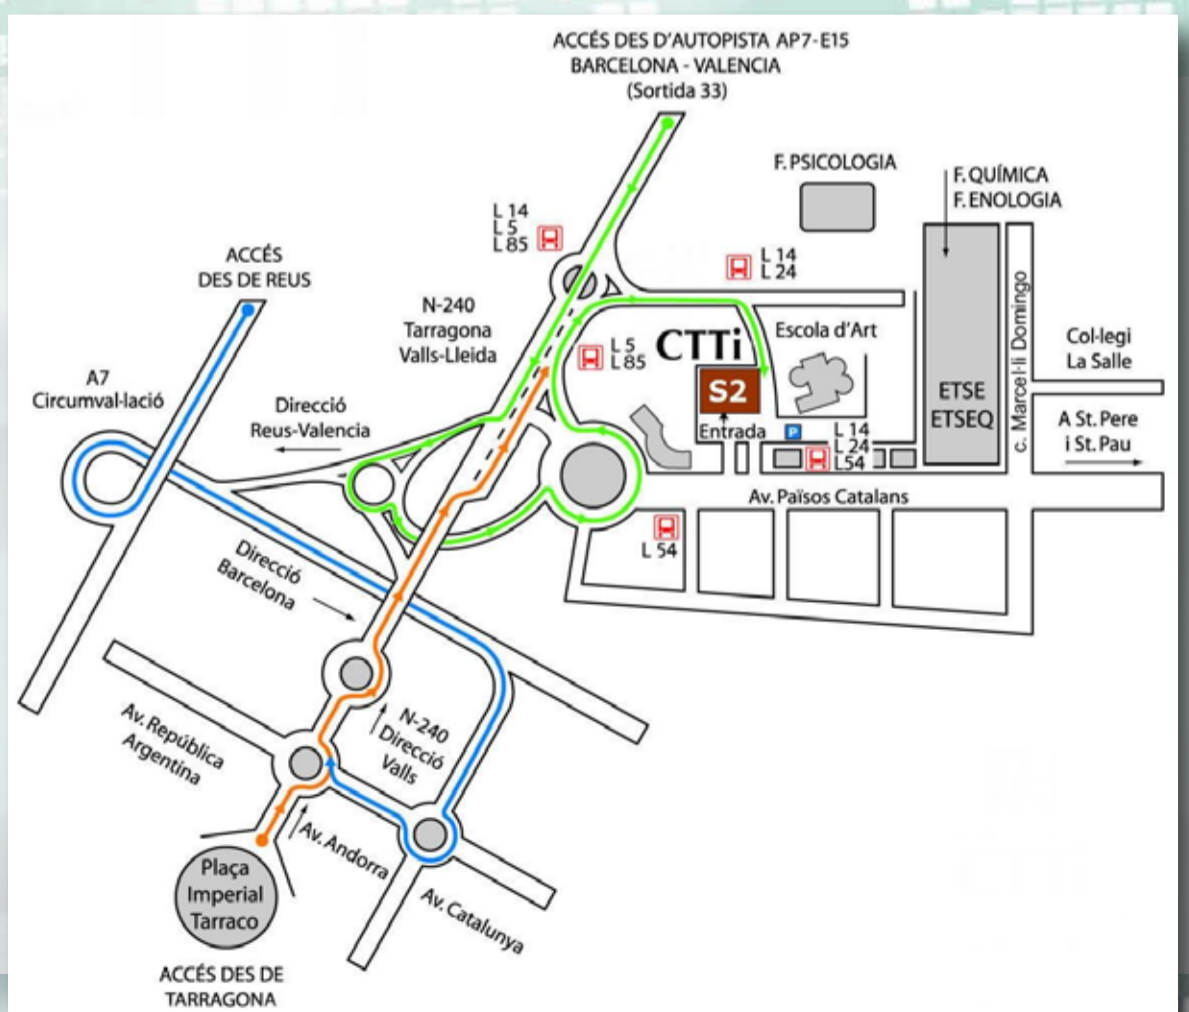 ACCÉS DES D'AUTOPISTA AP7-E15
BARCELONA - VALENCIA
(Sortida 33)
F. PSICOLOGIA
F. QUÍMICA
F. ENOLOGIA
L 14
L 5
L 85
ACCÉS
DES DE REUS
L 14
L 24
N-240
Tarragona
Valls-Lleida
L 5
L 85
CTTi
Escola d'Art
c. Marcel·li Domingo
Col·legi
La Salle
A7
Circumval·lació
S2
ETSE
ETSEQ
Direcció
Reus-Valencia
Entrada
P
L 14
L 24
L54
A St. Pere
i St. Pau
Av. Països Catalans
L 54
Direcció
Barcelona
Av. República
Argentina
N-240
Direcció
Valls
Av. Andorra
Av. Catalunya
Plaça
Imperial
Tarraco
ACCÉS DES DE
TARRAGONA